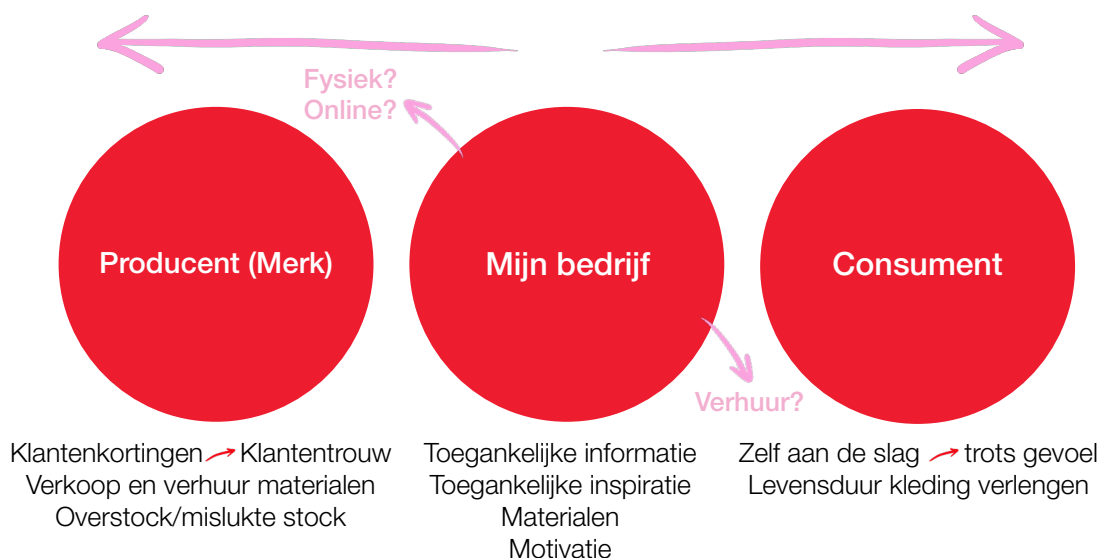 Fysiek?
Online?
Producent (Merk)
Mijn bedrijf
Consument
Verhuur?
Klantenkortingen Klantentrouw
Verkoop en verhuur materialen
Overstock/mislukte stock
Toegankelijke informatie
Toegankelijke inspiratie
Materialen
Motivatie
Zelf aan de slag trots gevoel
Levensduur kleding verlengen